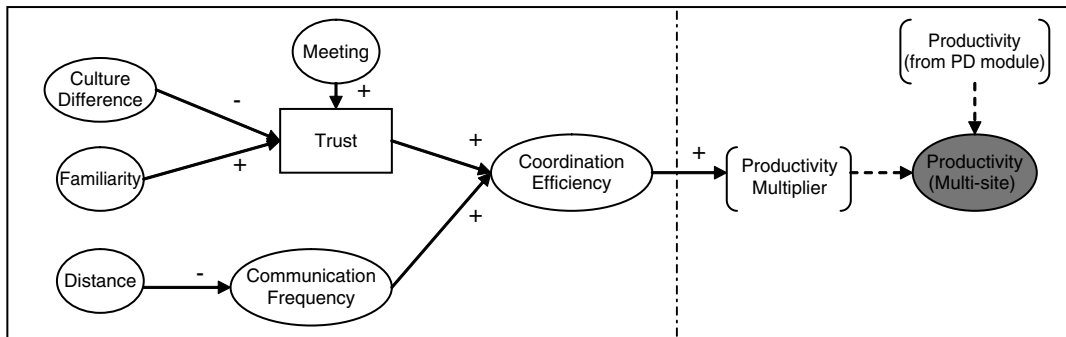 Meeting
+
Culture
Difference
-
Trust
Familiarity
+
+
Coordination
Efficiency
+
Distance
-
Communication
Frequency
+
Productivity
Multiplier
Productivity
(from PD module)
Productivity
(Multi-site)